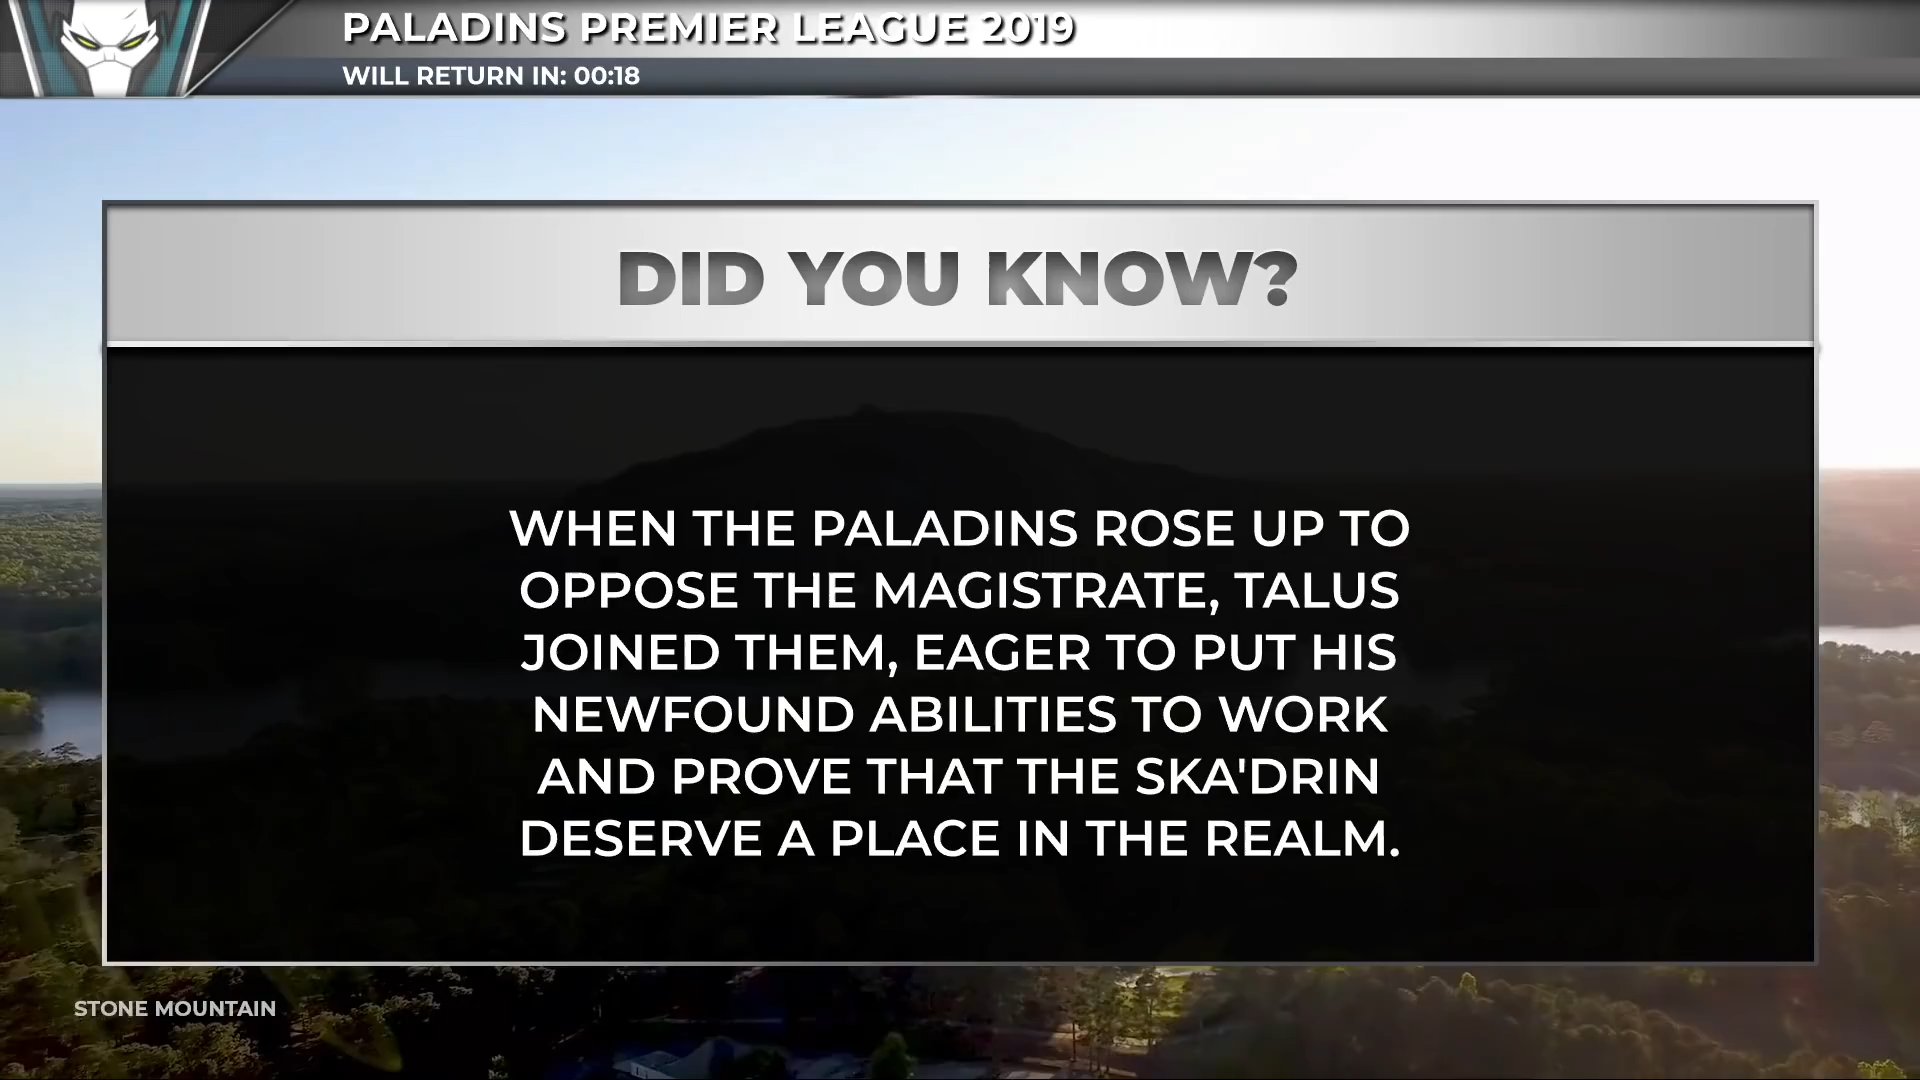 PALADINS PREMIER LEAGUE 2019
WILL RETURN IN: 00:18
DID YOU KNOW?
WHEN THE PALADINS ROSE UP TO
OPPOSE THE MAGISTRATE, TALUS
JOINED THEM, EAGER TO PUT HIS
NEWFOUND ABILITIES TO WORK
AND PROVE THAT THE SKA'DRIN
DESERVE A PLACE IN THE REALM.
STONE MOUNTAIN